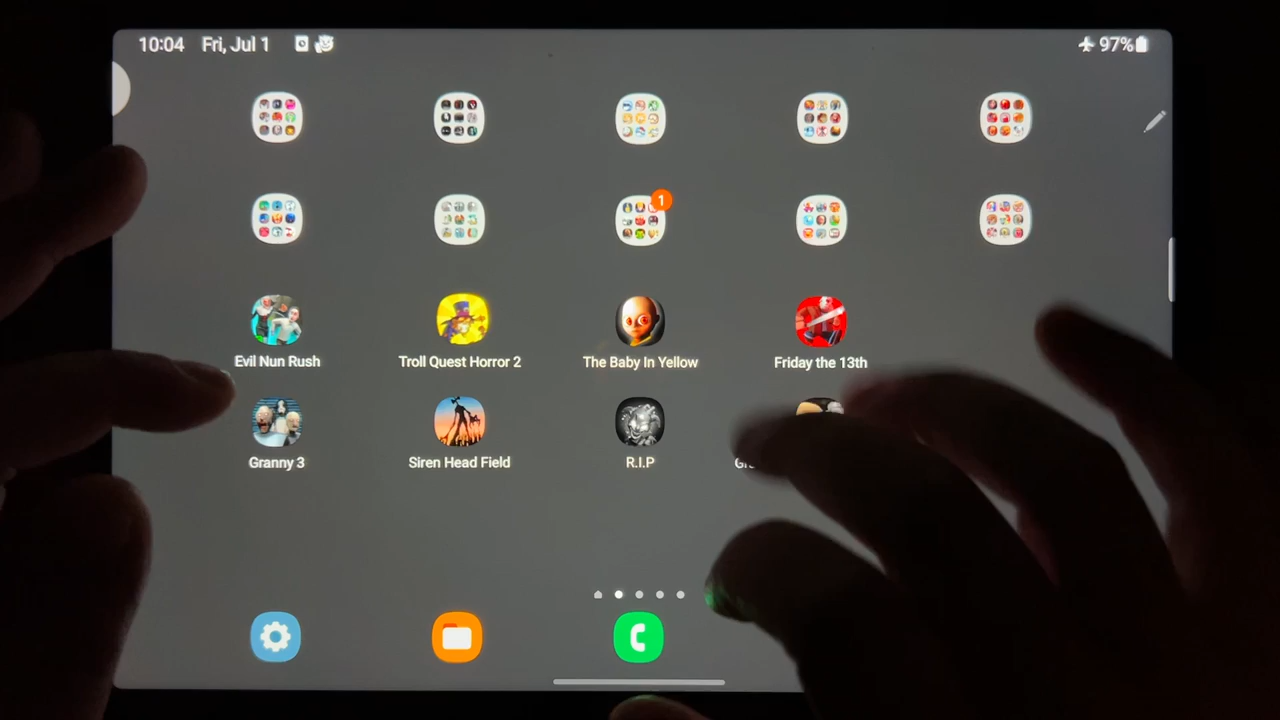 10:04 Fri, Jul 1 97%
1
Evil Nun Rush Troll Quest Horror 2 The Baby In Yellow Friday the 13th
Granny 3 Siren Head Field R.I.P